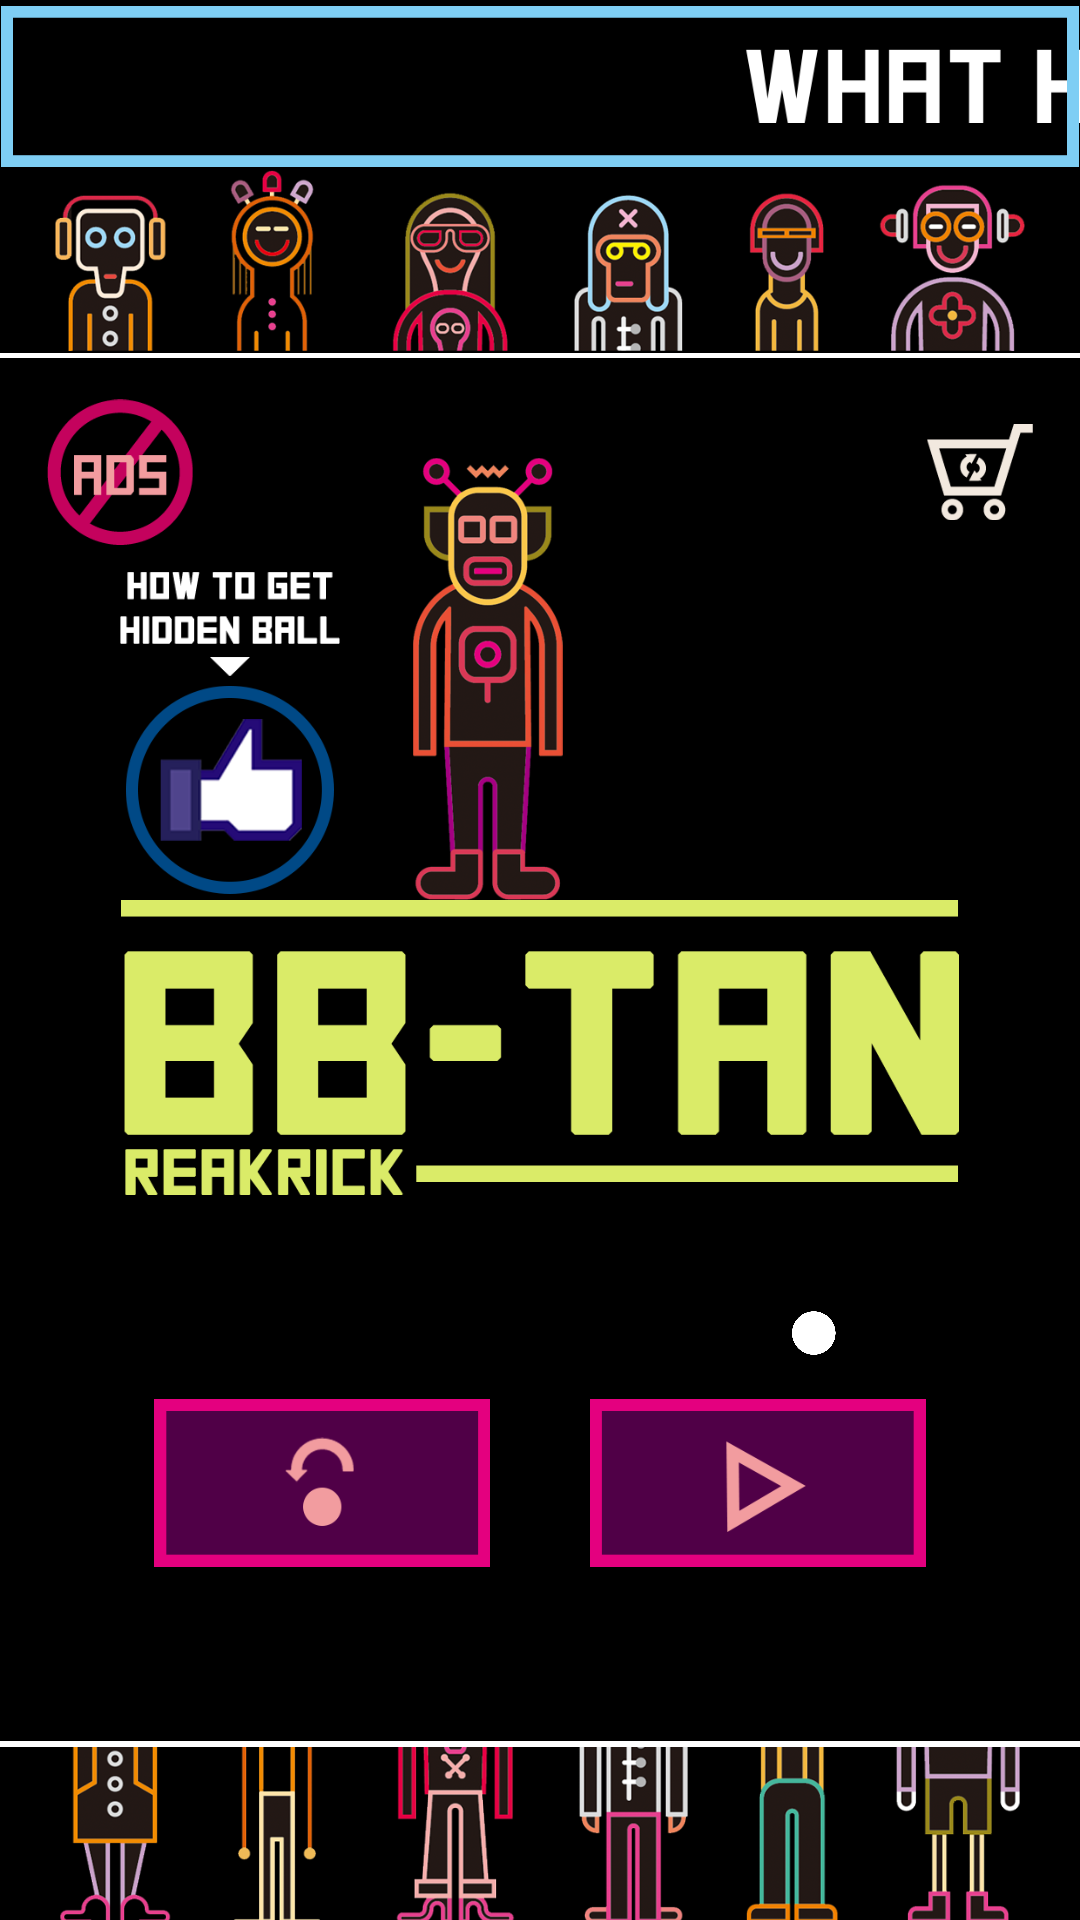 WHAT H
ADS
HOW TO GET
HIDDEN BALL
BB-TAN
REAKRICK